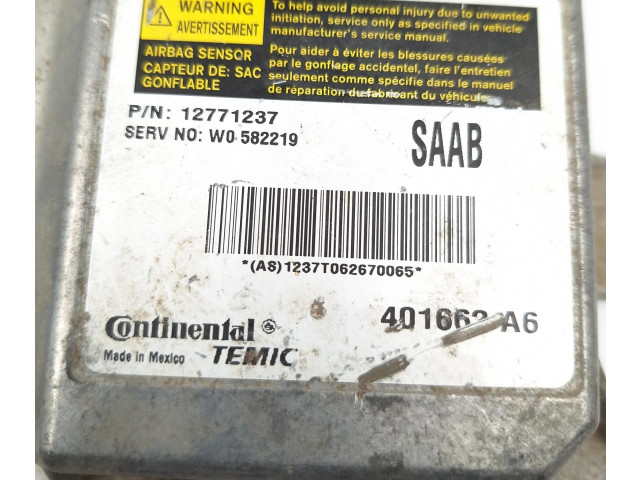 WARNING
AVERTISSEMENT
To help avoid personal injury due to unwanted
initiation, service only as specified in vehicle
manufacturer's service manual.
AIRBAG SENSOR
CAPTEUR DE: SAC
GONFLABLE
Pour aider à éviter les blessures causées
par le gonflage accidentel, faire l'entretien
seulement comme spécifie dans le manuel
de réparation du fabricant du véhicule.
P/N: 12771237
SERV NO: W0 582219
SAAB
*(AS)1237T062670065*
Continental
TEMIC
Made in Mexico
401662 A6